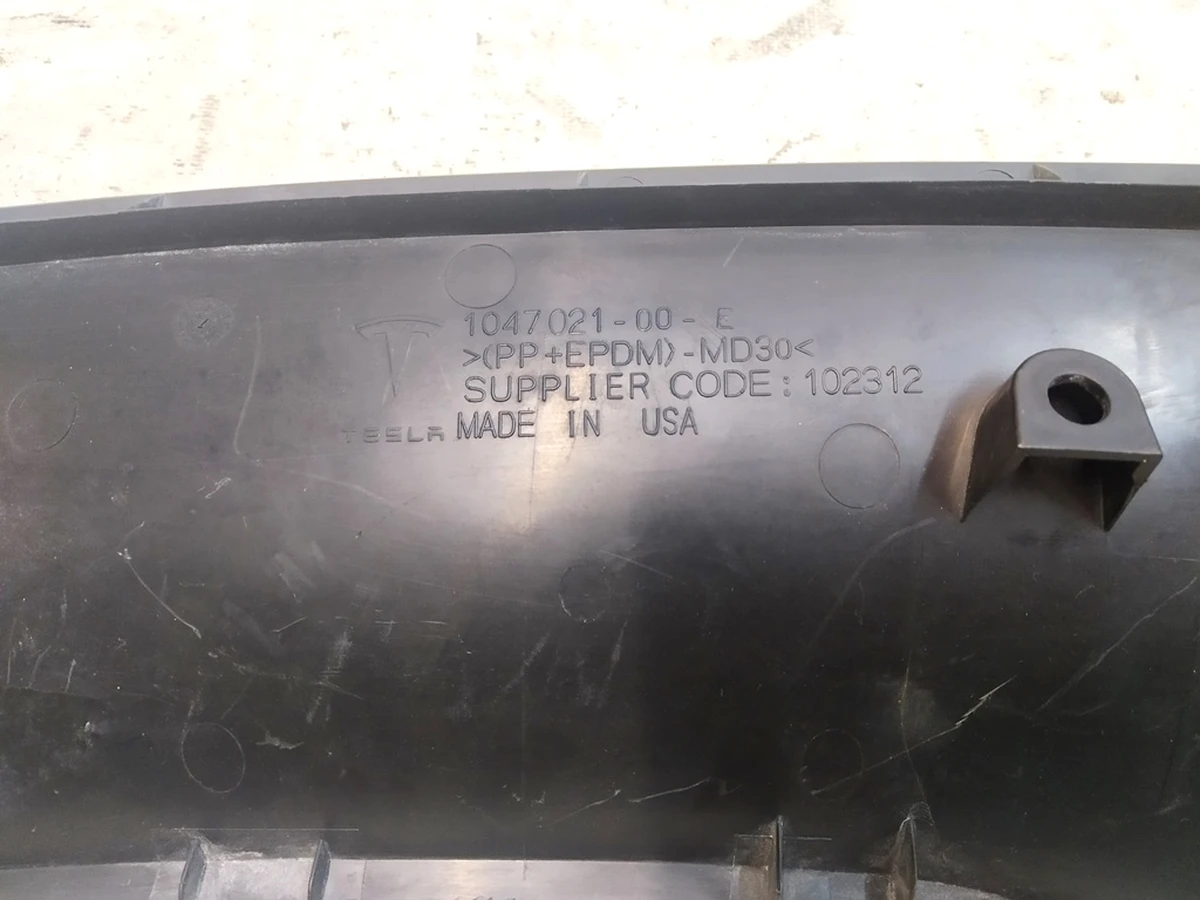 1047021-00-E
>(PP+EPDM)-MD30<
SUPPLIER CODE: 102312
TESLA MADE IN USA